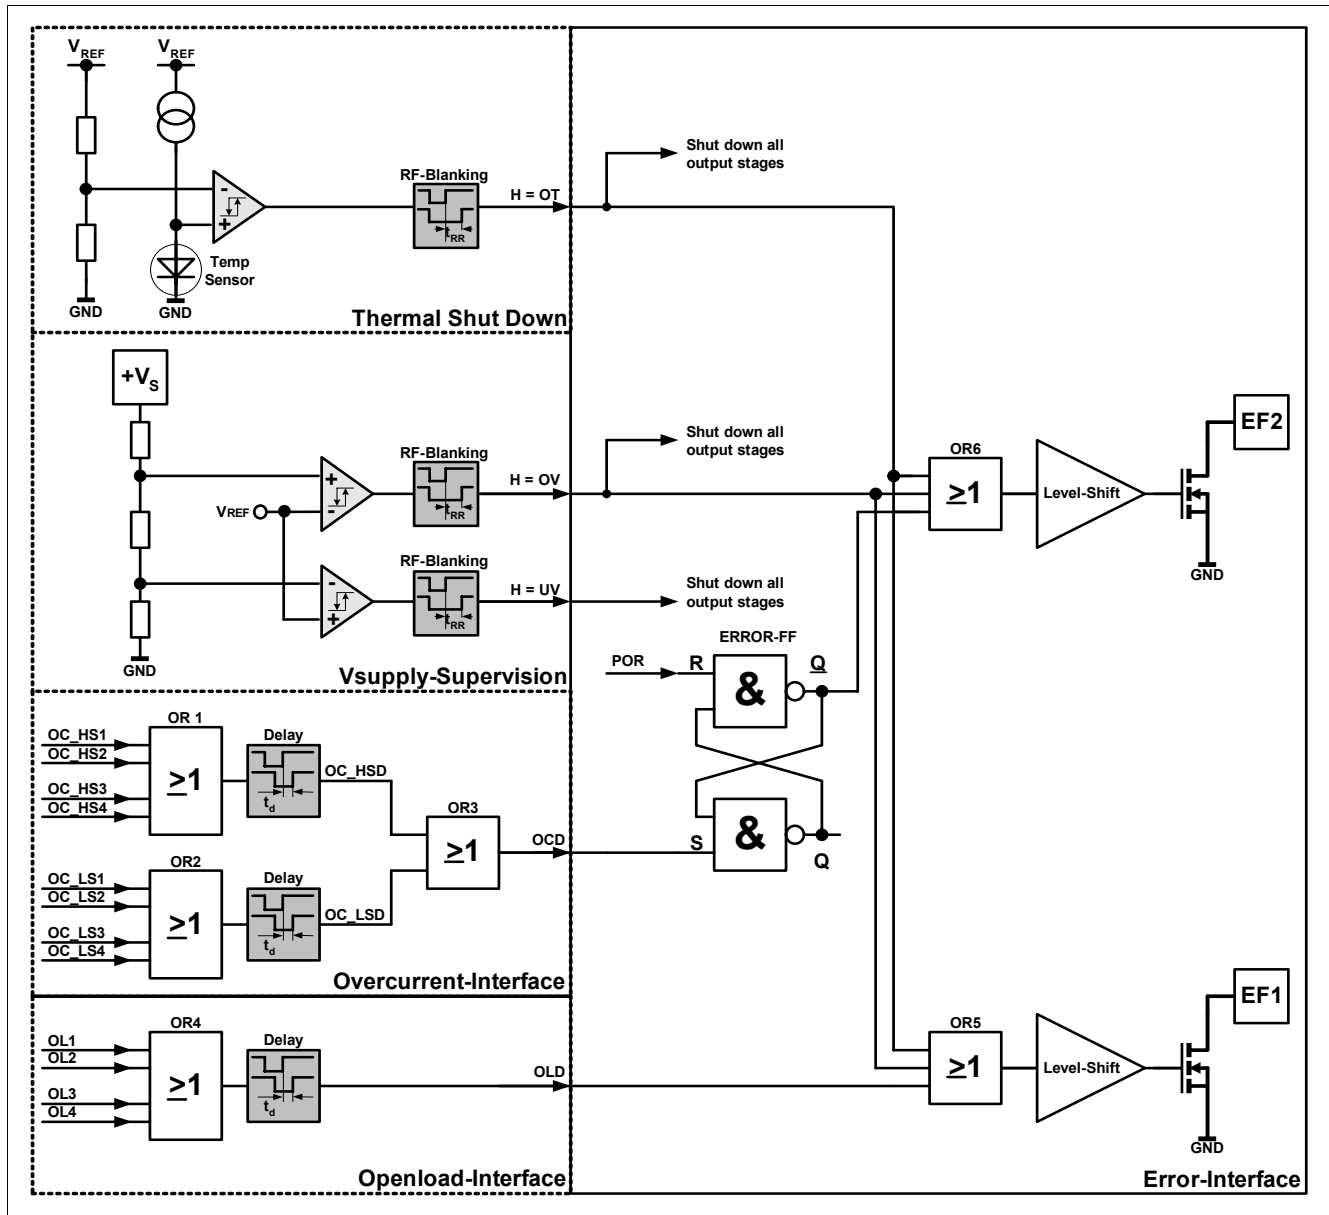 VREF
VREF
Shut down all
output stages
RF-Blanking
H = OT
-
+
tRR
Temp
Sensor
GND
GND
Thermal Shut Down
+VS
EF2
Shut down all
output stages
RF-Blanking
OR6
+
H = OV
≥1
Level-Shift
VREF
-
tRR
RF-Blanking
GND
-
H = UV
Shut down all
output stages
+
tRR
ERROR-FF
GND
POR
R
Q
Vsupply-Supervision
&
OR 1
OC_HS1
Delay
OC_HS2
OC_HSD
≥1
OC_HS3
td
OC_HS4
OR3
&
S
OCD
≥1
Q
OR2
OC_LS1
Delay
OC_LS2
OC_LSD
≥1
OC_LS3
td
OC_LS4
Overcurrent-Interface
EF1
OR4
OR5
OL1
Delay
OL2
OLD
≥1
Level-Shift
≥1
OL3
td
OL4
GND
Openload-Interface
Error-Interface